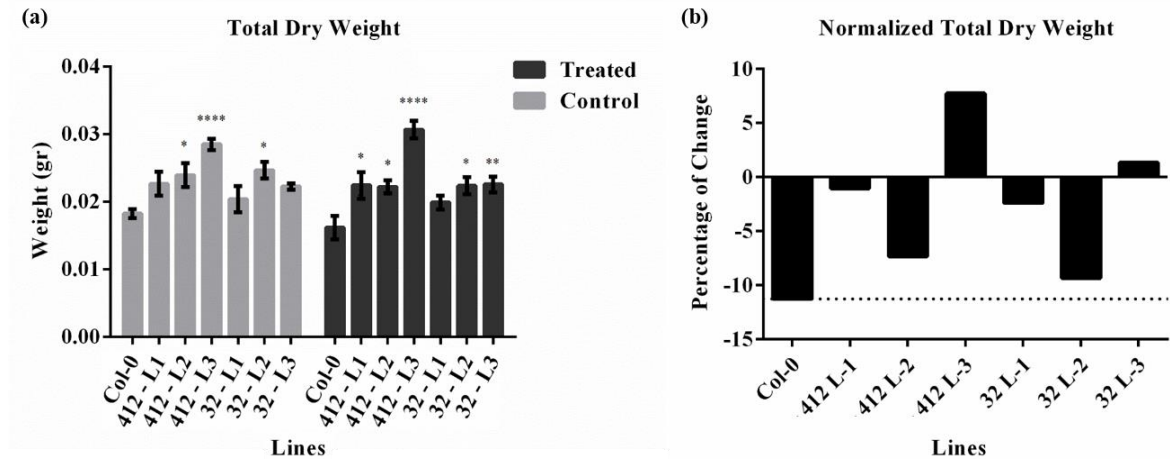 (a)
Total Dry Weight
Treated
Control
Weight (gr)
0.04
0.03
0.02
0.01
0.00
*
****
*
*
*
****
*
**
Col-0
412 - L1
412 - L2
412 - L3
32 - L1
32 - L2
32 - L3
Col-0
412 - L1
412 - L2
412 - L3
32 - L1
32 - L2
32 - L3
Lines
(b)
Normalized Total Dry Weight
Percentage of Change
10
5
0
-5
-10
-15
Col-0
412 L-1
412 L-2
412 L-3
32 L-1
32 L-2
32 L-3
Lines